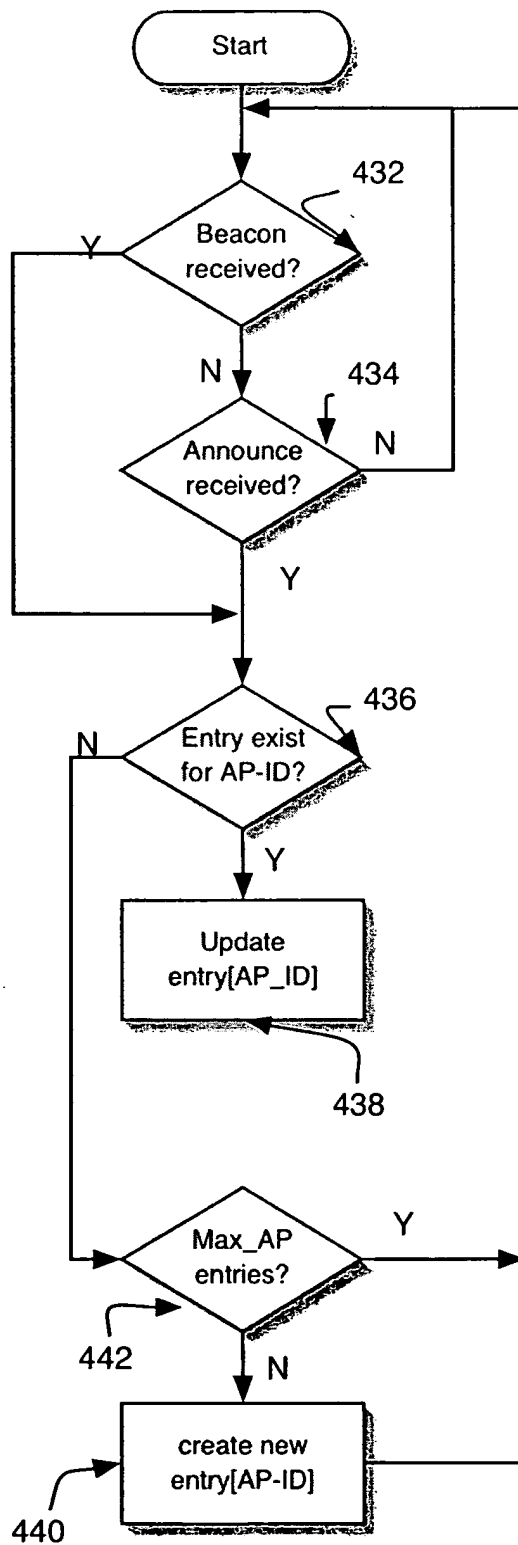 Start
432
Beacon
received?
Y
N
434
Announce
received?
N
Y
436
Entry exist
for AP-ID?
N
Y
Update
entry[AP_ID]
438
Max_AP
entries?
Y
442
N
create new
entry[AP-ID]
440